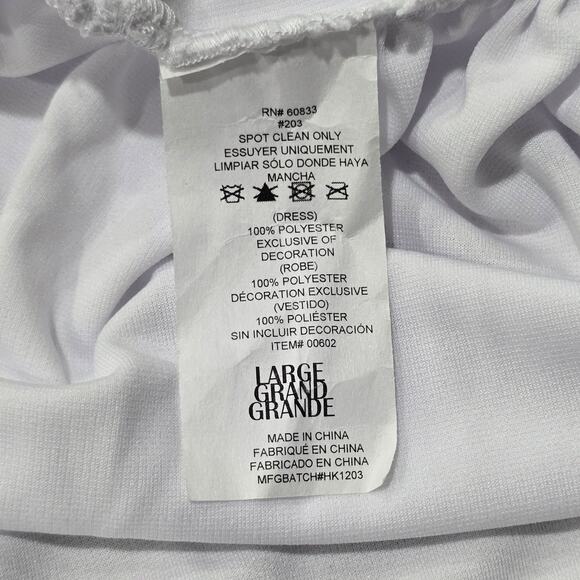 RN# 60833
#203
SPOT CLEAN ONLY
ESSUYER UNIQUEMENT
LIMPIAR SÓLO DONDE HAYA
MANCHA
(DRESS)
100% POLYESTER
EXCLUSIVE OF
DECORATION
(ROBE)
100% POLYESTER
DÉCORATION EXCLUSIVE
(VESTIDO)
100% POLIÉSTER
SIN INCLUIR DECORACIÓN
ITEM# 00602
LARGE
GRAND
GRANDE
MADE IN CHINA
FABRIQUÉ EN CHINA
FABRICADO EN CHINA
MFGBATCH#HK1203